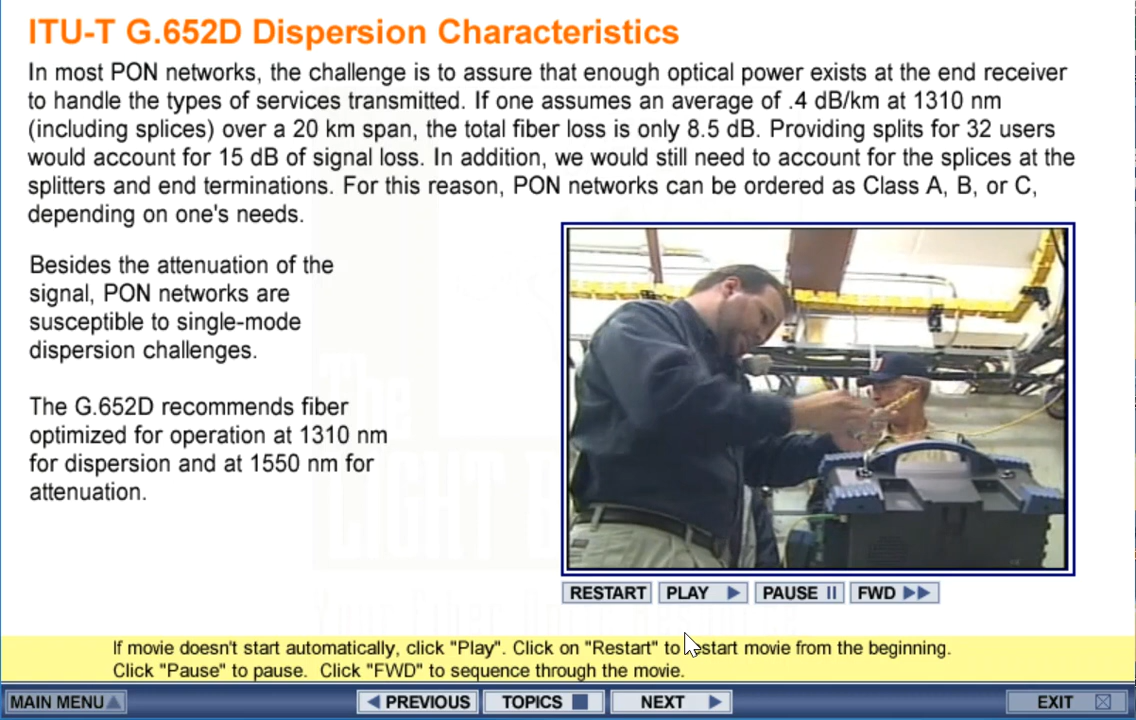 ITU-T G.652D Dispersion Characteristics
In most PON networks, the challenge is to assure that enough optical power exists at the end receiver
to handle the types of services transmitted. If one assumes an average of .4 dB/km at 1310 nm
(including splices) over a 20 km span, the total fiber loss is only 8.5 dB. Providing splits for 32 users
would account for 15 dB of signal loss. In addition, we would still need to account for the splices at the
splitters and end terminations. For this reason, PON networks can be ordered as Class A, B, or C,
depending on one's needs.
Besides the attenuation of the
signal, PON networks are
susceptible to single-mode
dispersion challenges.
The G.652D recommends fiber
optimized for operation at 1310 nm
for dispersion and at 1550 nm for
attenuation.
RESTART PLAY PAUSE FWD
If movie doesn't start automatically, click "Play". Click on "Restart" to restart movie from the beginning.
Click "Pause" to pause. Click "FWD" to sequence through the movie.
MAIN MENU PREVIOUS TOPICS NEXT EXIT